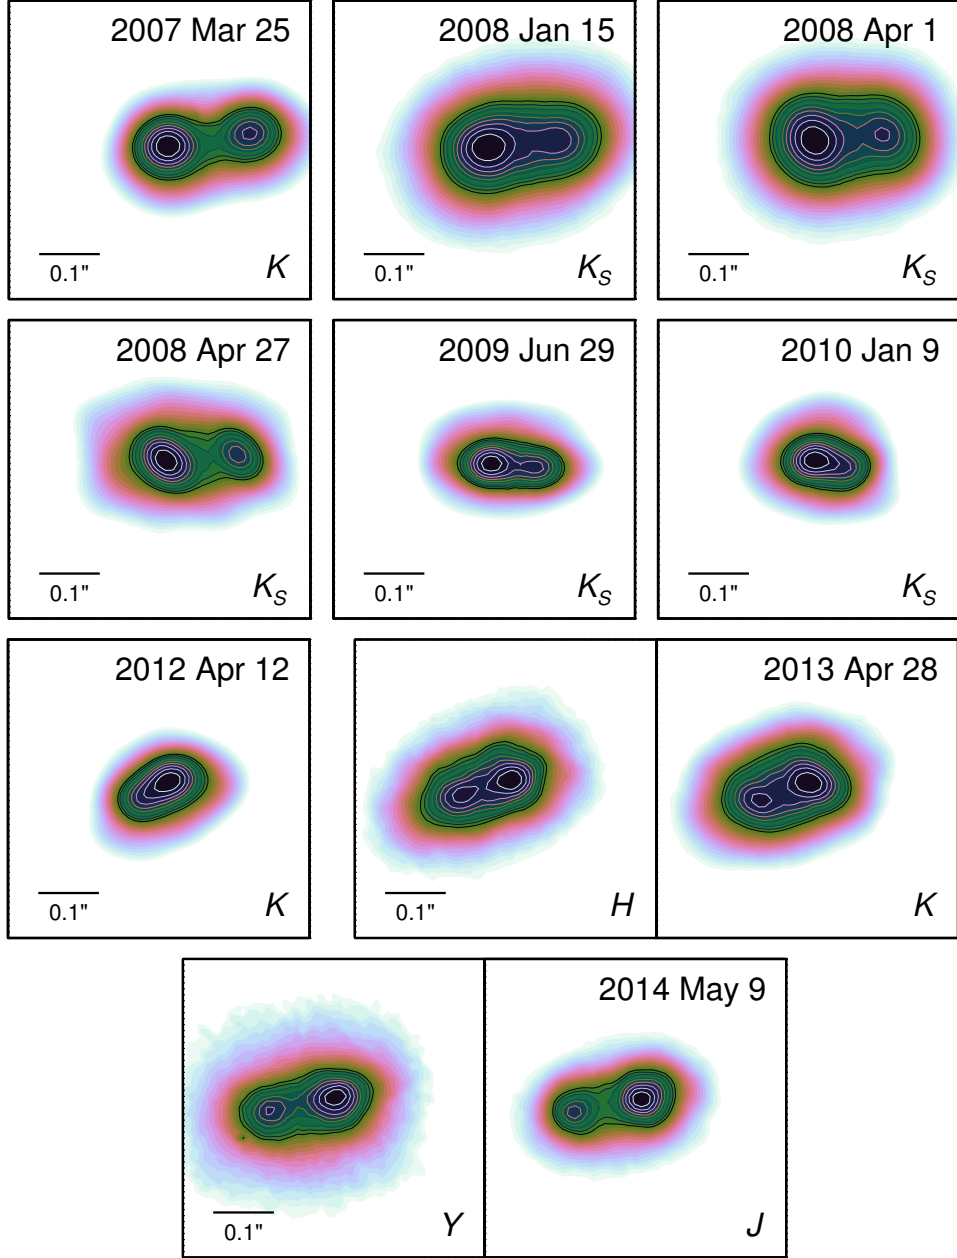 2007 Mar 25
0.1"
K
2008 Jan 15
0.1"
K_S
2008 Apr 1
0.1"
K_S
2008 Apr 27
0.1"
K_S
2009 Jun 29
0.1"
K_S
2010 Jan 9
0.1"
K_S
2012 Apr 12
0.1"
K
0.1"
H
2013 Apr 28
K
0.1"
Y
2014 May 9
J